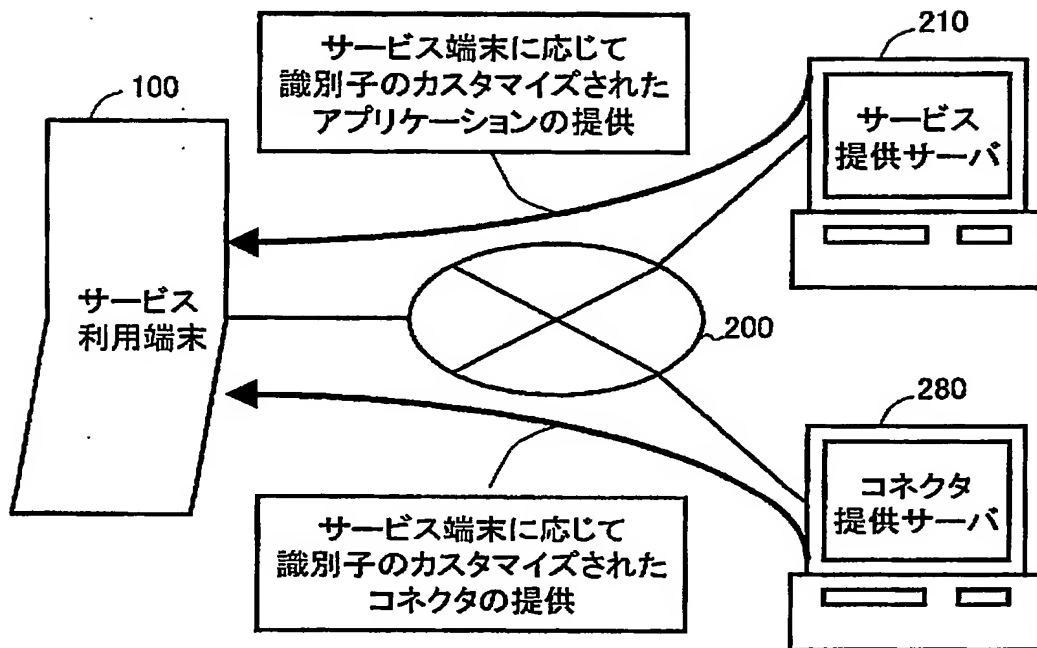 サービス端末に応じて
識別子のカスタマイズされた
アプリケーションの提供
210
100
サービス
提供サーバ
サービス
利用端末
200
280
コネクタ
提供サーバ
サービス端末に応じて
識別子のカスタマイズされた
コネクタの提供